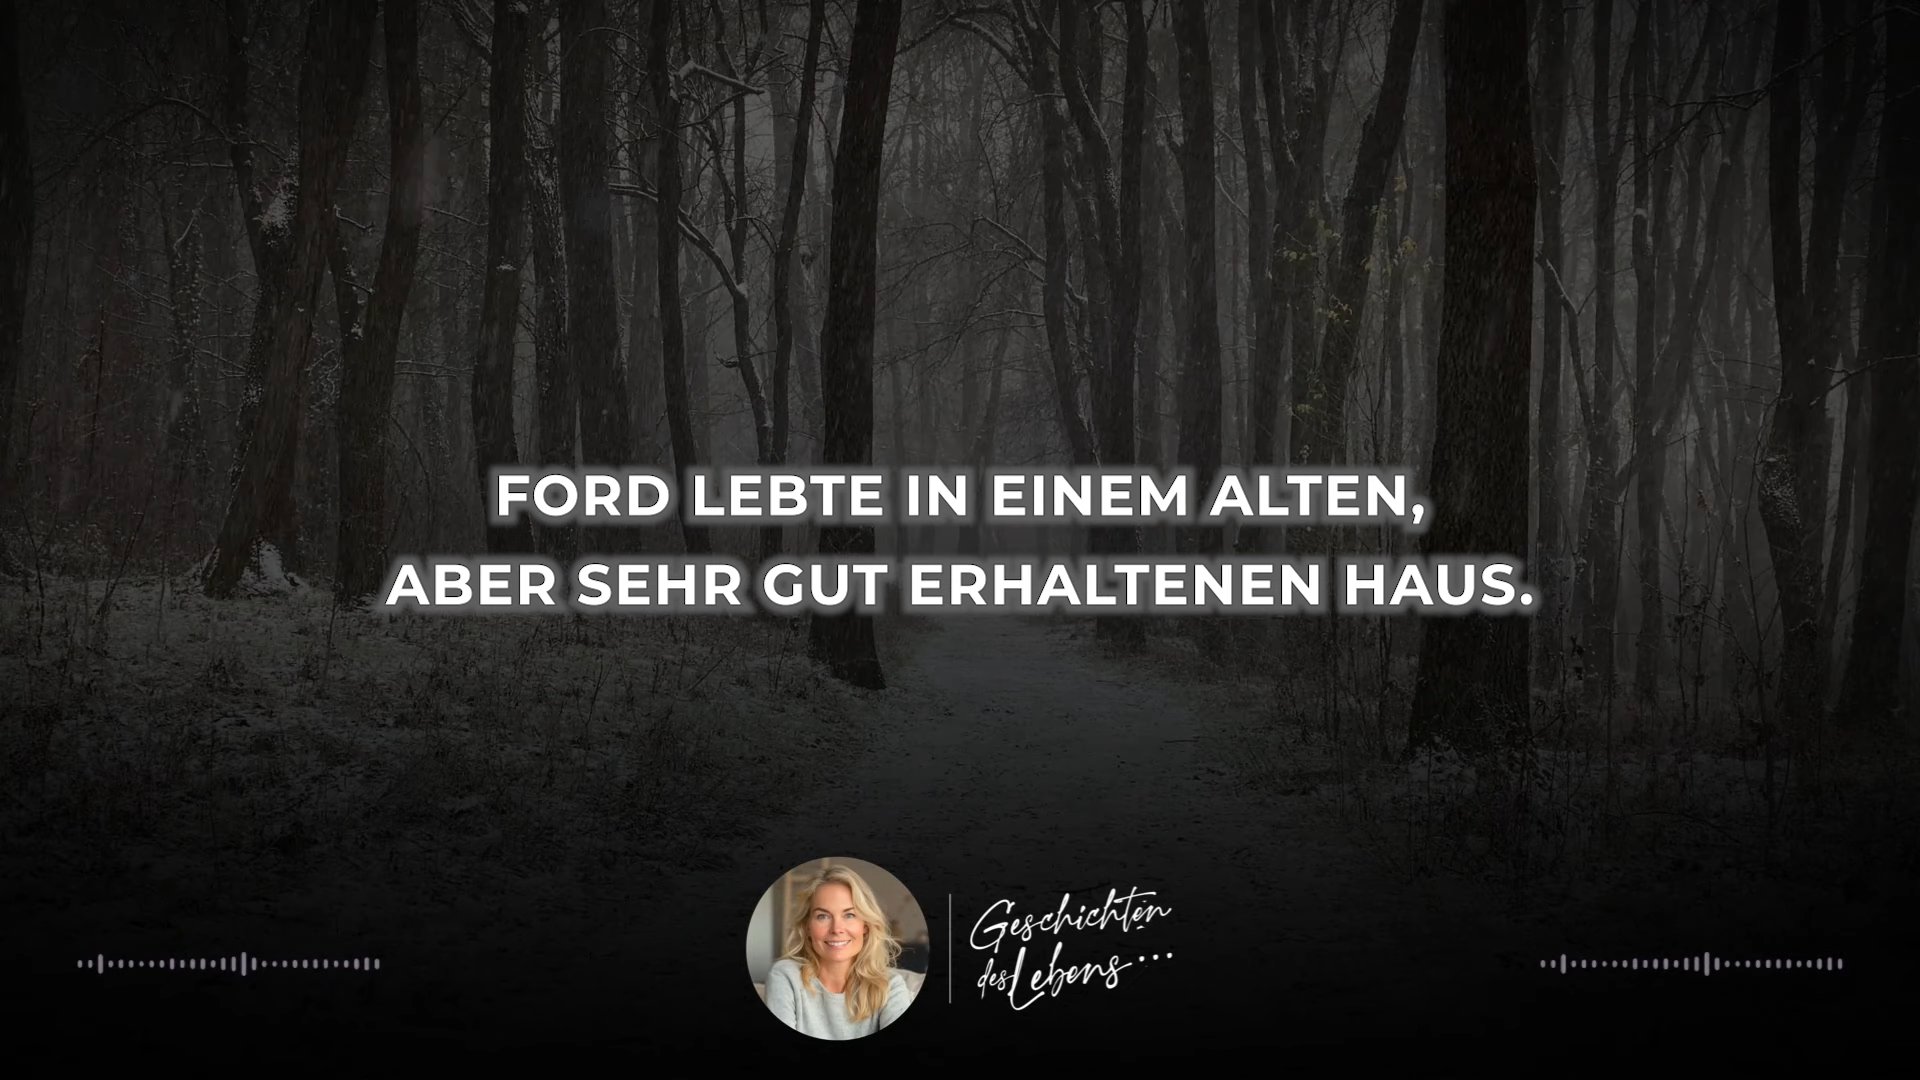 FORD LEBTE IN EINEM ALTEN,
ABER SEHR GUT ERHALTENEN HAUS.
Geschichten
des Lebens...